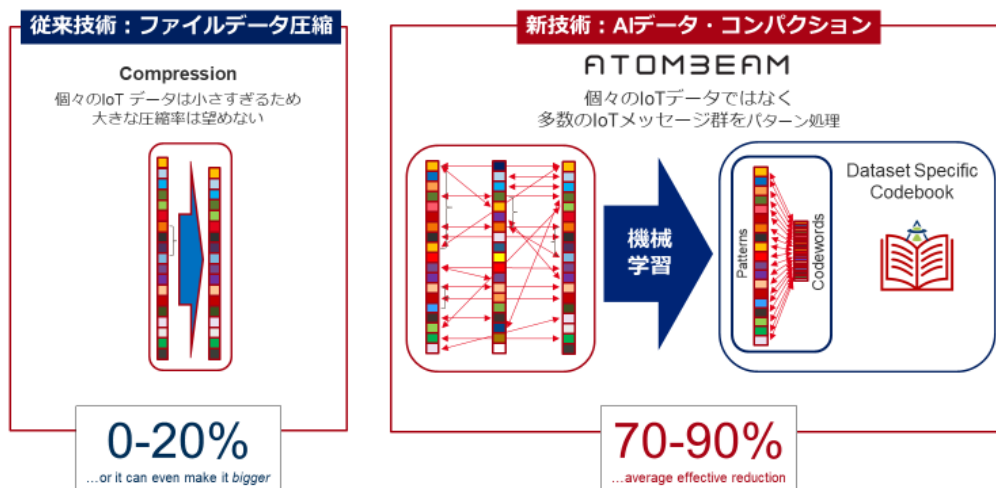 従来技術：ファイルデータ圧縮
Compression
個々のIoT データは小さすぎるため
大きな圧縮率は望めない
0-20%
...or it can even make it bigger
新技術：AIデータ・コンパクション
ATOMBEAM
個々のIoTデータではなく
多数のIoTメッセージ群をパターン処理
機械
学習
Patterns
Codewords
Dataset Specific
Codebook
70-90%
...average effective reduction